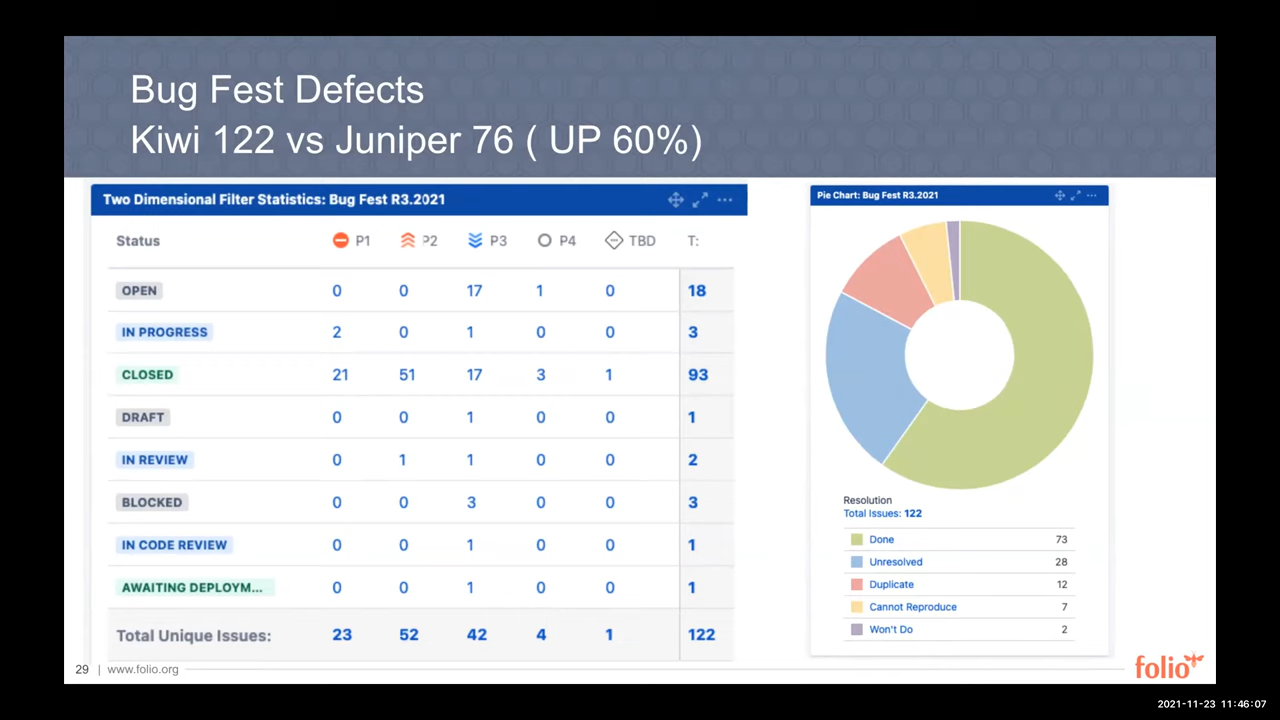 Bug Fest Defects
Kiwi 122 vs Juniper 76 ( UP 60%)
Two Dimensional Filter Statistics: Bug Fest R3.2021
Status P1 P2 P3 P4 TBD T:
OPEN 0 0 17 1 0 18
IN PROGRESS 2 0 1 0 0 3
CLOSED 21 51 17 3 1 93
DRAFT 0 0 1 0 0 1
IN REVIEW 0 1 1 0 0 2
BLOCKED 0 0 3 0 0 3
IN CODE REVIEW 0 0 1 0 0 1
AWAITING DEPLOYM... 0 0 1 0 0 1
Total Unique Issues: 23 52 42 4 1 122
Pie Chart: Bug Fest R3.2021
Resolution
Total Issues: 122
Done 73
Unresolved 28
Duplicate 12
Cannot Reproduce 7
Won't Do 2
29 | www.folio.org
folio
2021-11-23 11:46:07